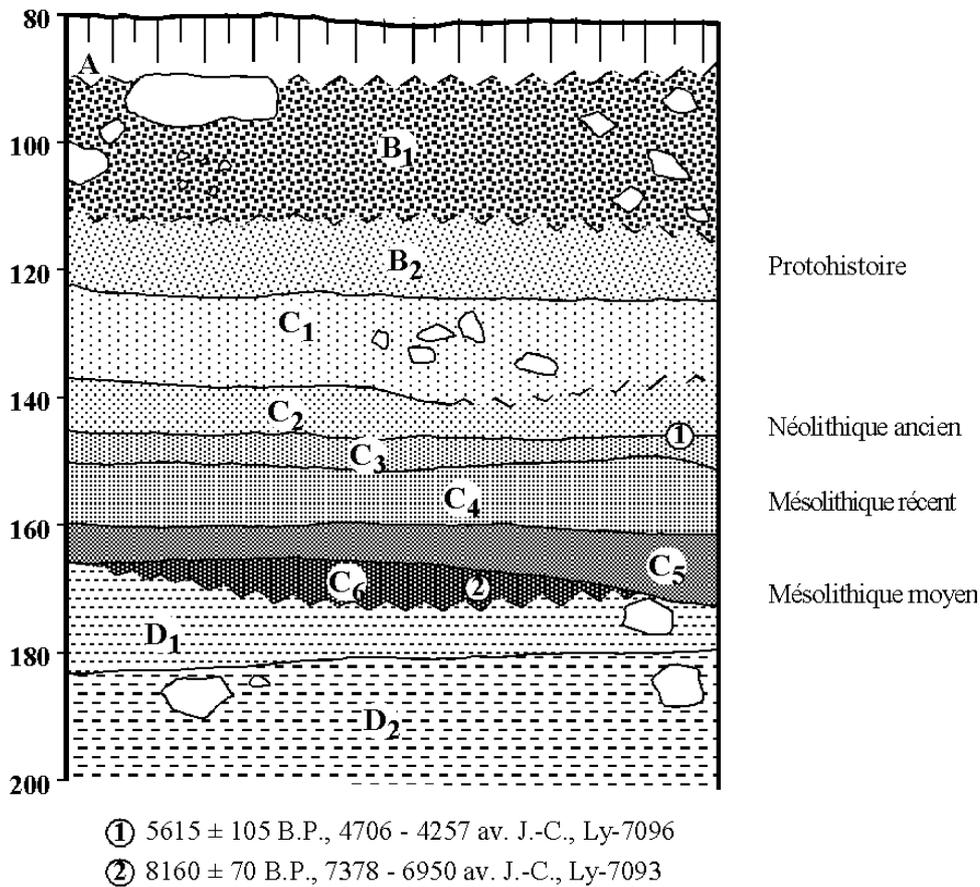 80
A
100
B1
B2
120
Protohistoire
C1
140
C2
Néolithique ancien
1
C3
C4
Mésolithique récent
160
C5
C6
2
Mésolithique moyen
D1
180
D2
200
1 5615 ± 105 B.P., 4706 - 4257 av. J.-C., Ly-7096
2 8160 ± 70 B.P., 7378 - 6950 av. J.-C., Ly-7093